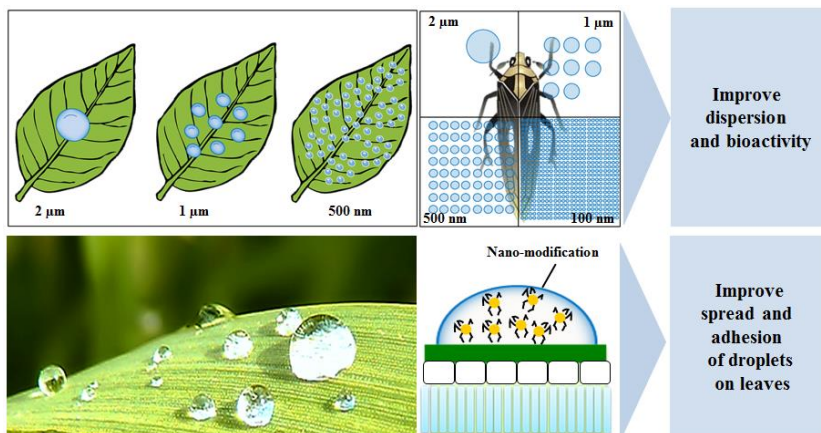 2 μm
1 μm
500 nm
2 μm
1 μm
500 nm
100 nm
Improve
dispersion
and bioactivity
Nano-modification
Improve
spread and
adhesion
of droplets
on leaves